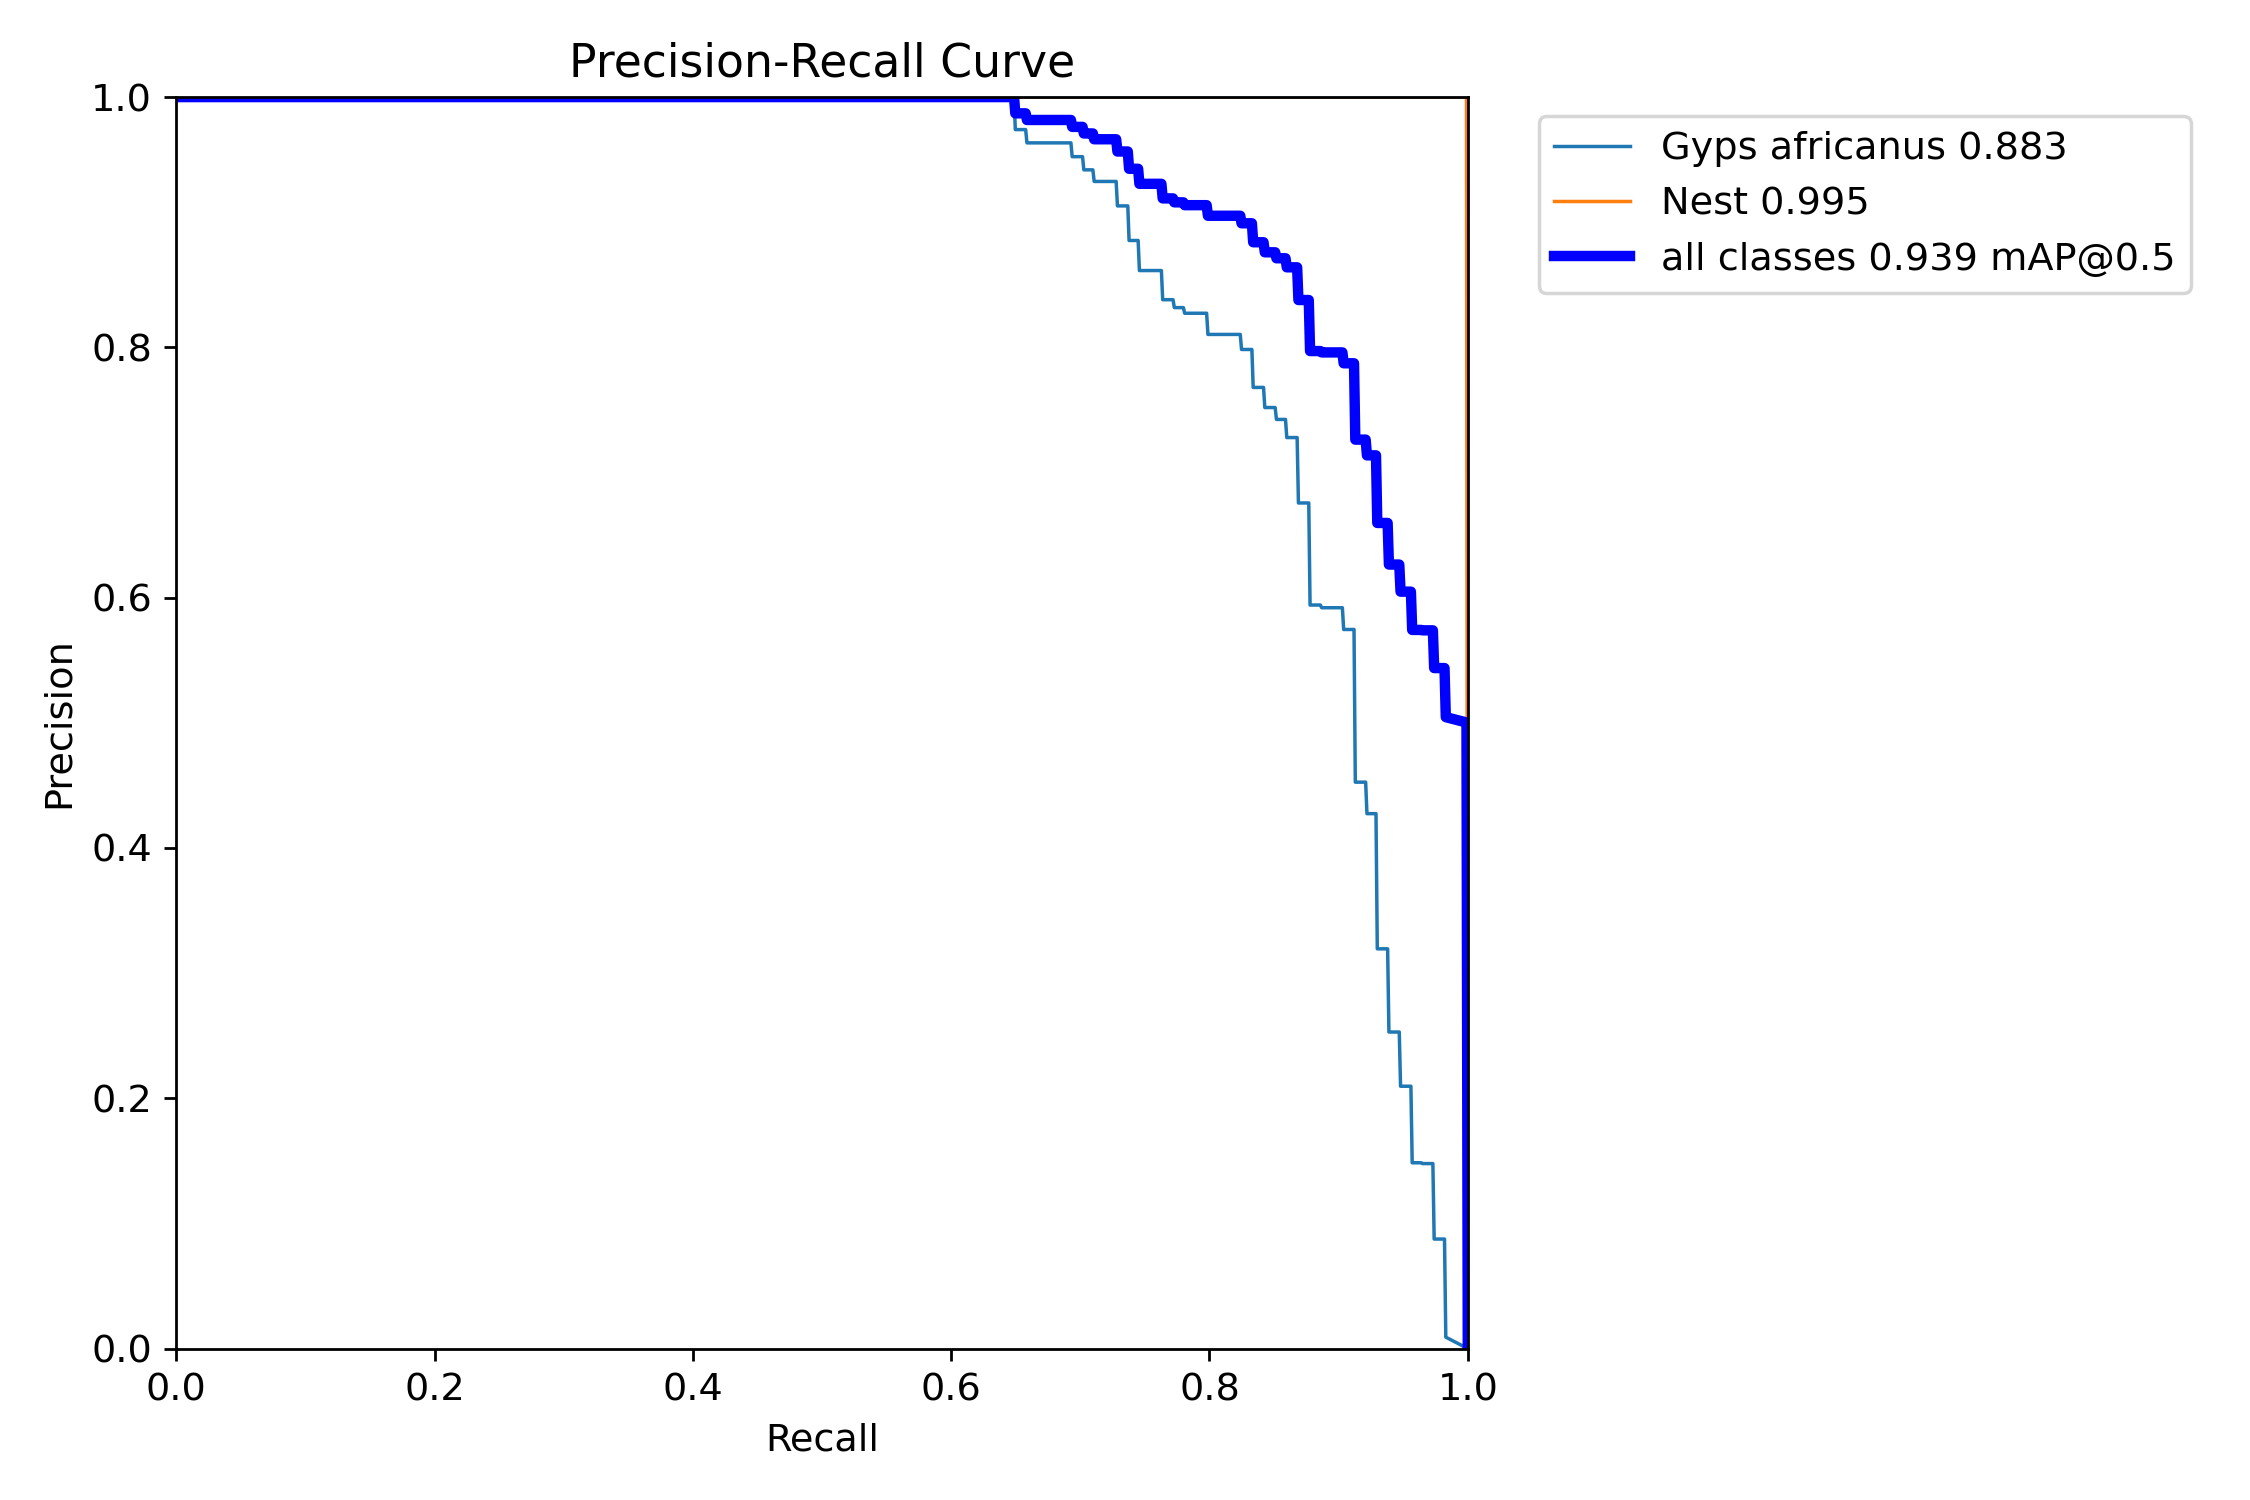 Precision-Recall Curve
1.0
0.8
0.6
0.4
0.2
0.0
Precision
0.0 0.2 0.4 0.6 0.8 1.0
Recall
Gyps africanus 0.883
Nest 0.995
all classes 0.939 mAP@0.5